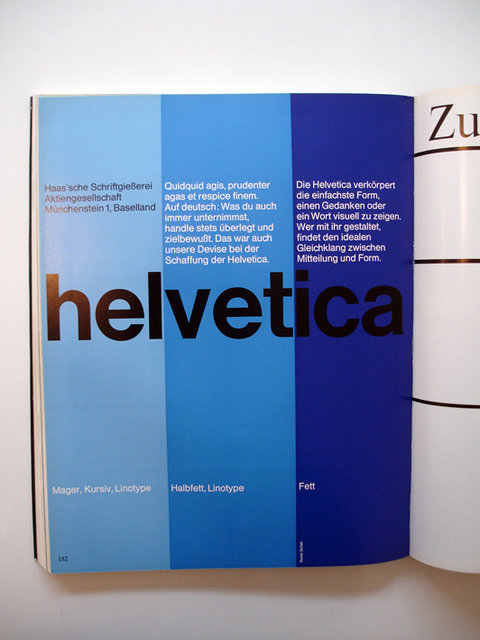 Haas'sche Schriftgießerei
Aktiengesellschaft
Münchenstein 1, Baselland
Quidquid agis, prudenter
agas et respice finem.
Auf deutsch: Was du auch
immer unternimmst,
handle stets überlegt und
zielbewußt. Das war auch
unsere Devise bei der
Schaffung der Helvetica.
Die Helvetica verkörpert
die einfachste Form,
einen Gedanken oder
ein Wort visuell zu zeigen.
Wer mit ihr gestaltet,
findet den idealen
Gleichklang zwischen
Mitteilung und Form.
helvetica
Mager, Kursiv, Linotype
Halbfett, Linotype
Fett
182
Zu